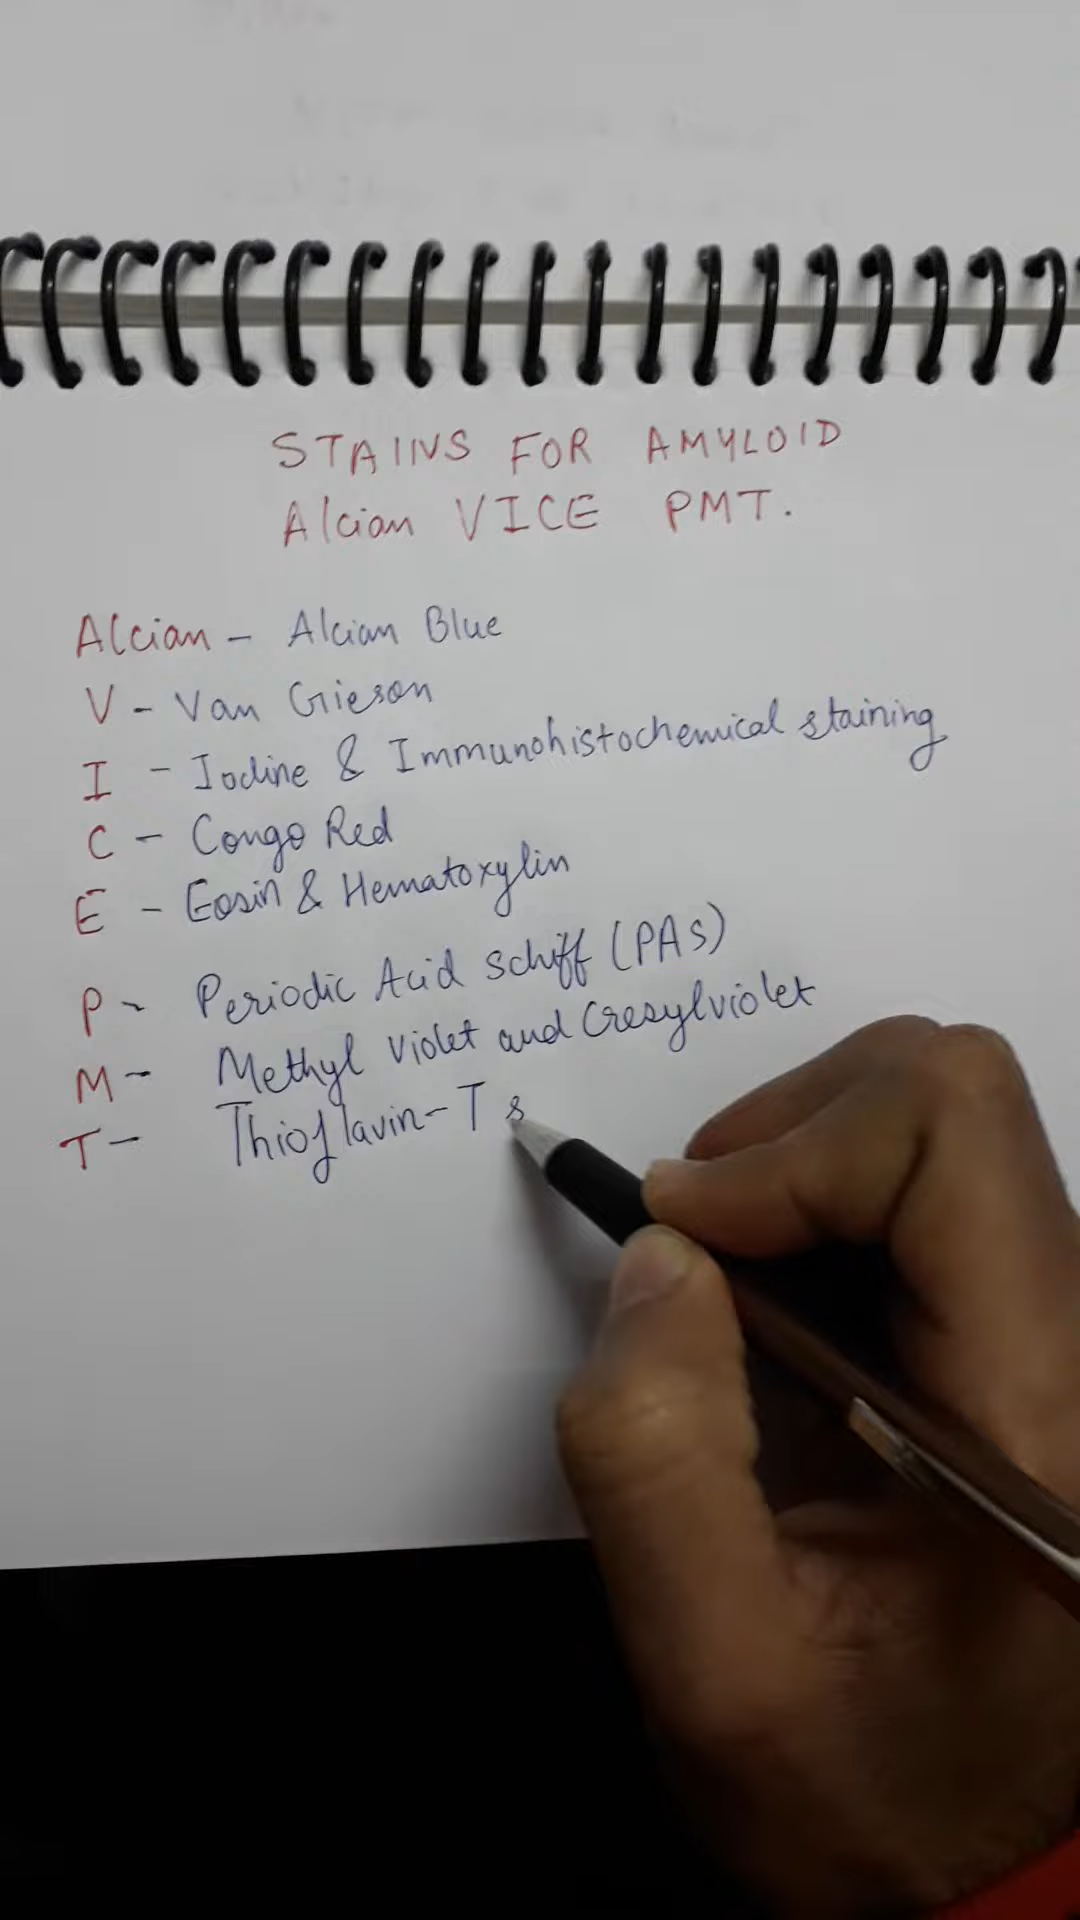 STAINS FOR AMYLOID
Alcian VICE PMT.
Alcian - Alcian Blue
V - Van Gieson
I - Iodine & Immunohistochemical staining
C - Congo Red
E - Eosin & Hematoxylin
P - Periodic Acid Schiff (PAS)
M - Methyl Violet and Cresylviolet
T - Thioflavin-T